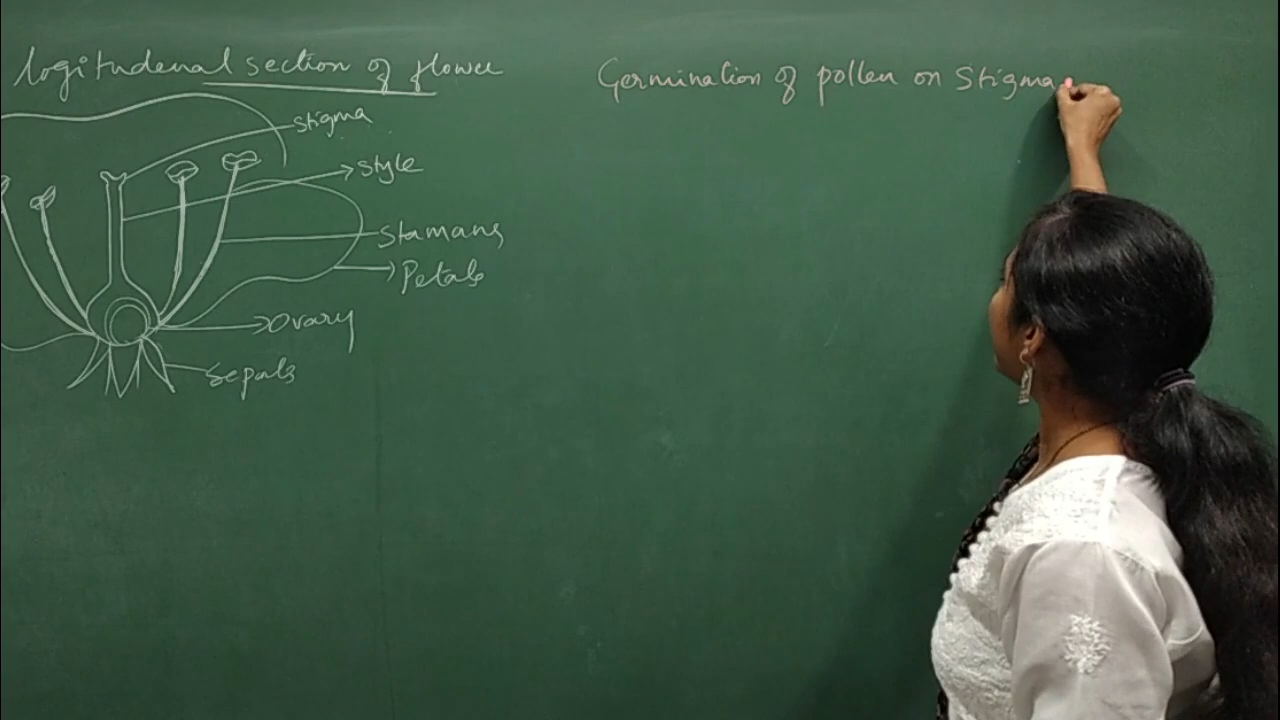 logitudenal section of flower
stigma
style
Stamans
Petals
Ovary
Sepals
Germination of pollen on Stigma